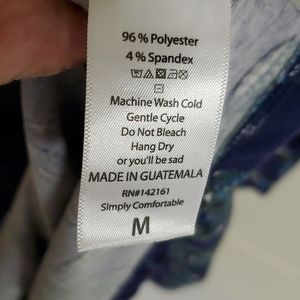 96 % Polyester
4 % Spandex
Machine Wash Cold
Gentle Cycle
Do Not Bleach
Hang Dry
or you'll be sad
MADE IN GUATEMALA
RN#142161
Simply Comfortable
M